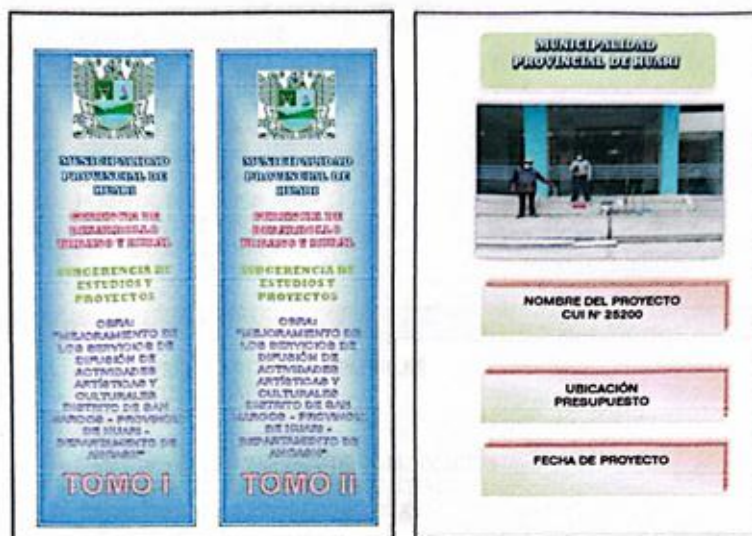 MUNICIPALIDAD
PROVINCIAL DE
HUARI
GERENCIA DE
DESARROLLO
URBANO Y RURAL
SUBGERENCIA DE
ESTUDIOS Y
PROYECTOS
OBRA:
"MEJORAMIENTO DE
LOS SERVICIOS DE
DIFUSIÓN DE
ACTIVIDADES
ARTÍSTICAS Y
CULTURALES
DISTRITO DE SAN
MARCOS - PROVINCIA
DE HUARI -
DEPARTAMENTO DE
ANCASH"
TOMO I
MUNICIPALIDAD
PROVINCIAL DE
HUARI
GERENCIA DE
DESARROLLO
URBANO Y RURAL
SUBGERENCIA DE
ESTUDIOS Y
PROYECTOS
OBRA:
"MEJORAMIENTO DE
LOS SERVICIOS DE
DIFUSIÓN DE
ACTIVIDADES
ARTÍSTICAS Y
CULTURALES
DISTRITO DE SAN
MARCOS - PROVINCIA
DE HUARI -
DEPARTAMENTO DE
ANCASH"
TOMO II
MUNICIPALIDAD
PROVINCIAL DE HUARI
NOMBRE DEL PROYECTO
CUI Nº 25200
UBICACIÓN
PRESUPUESTO
FECHA DE PROYECTO